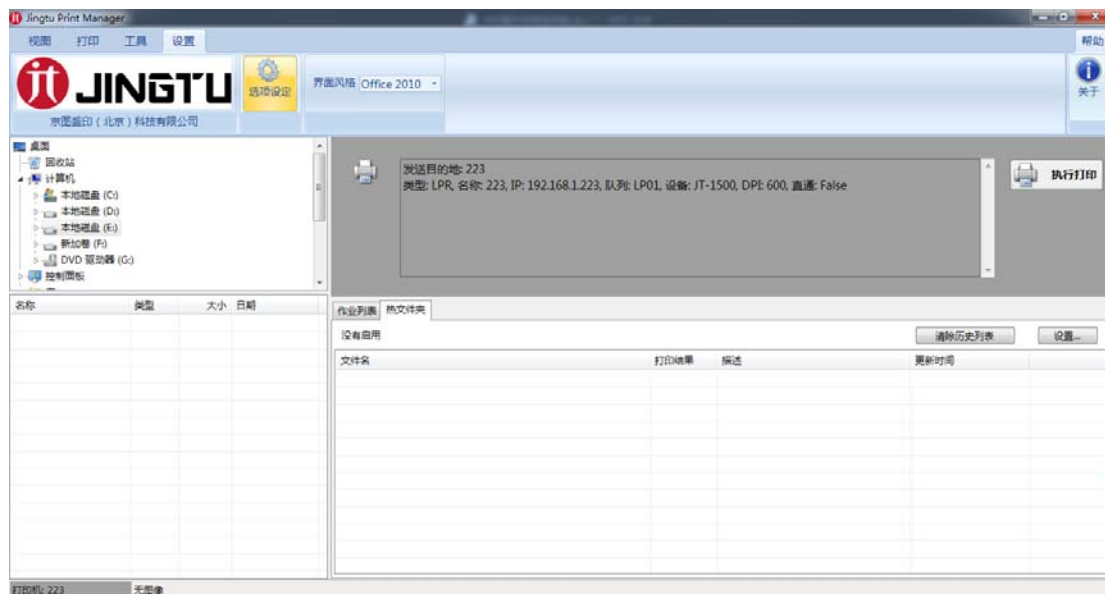 Jingtu Print Manager
视图 打印 工具 设置 帮助
JINGTU
京图盛印（北京）科技有限公司
选项设定
界面风格 Office 2010
关于
桌面
回收站
计算机
本地磁盘 (C:)
本地磁盘 (D:)
本地磁盘 (E:)
新加卷 (F:)
DVD 驱动器 (G:)
控制面板
发送目的地: 223
类型: LPR, 名称: 223, IP: 192.168.1.223, 队列: LP01, 设备: JT-1500, DPI: 600, 直通: False
执行打印
名称 类型 大小 日期
作业列表 热文件夹
没有启用 清除历史列表 设置...
文件名 打印结果 描述 更新时间
打印机: 223 无图像